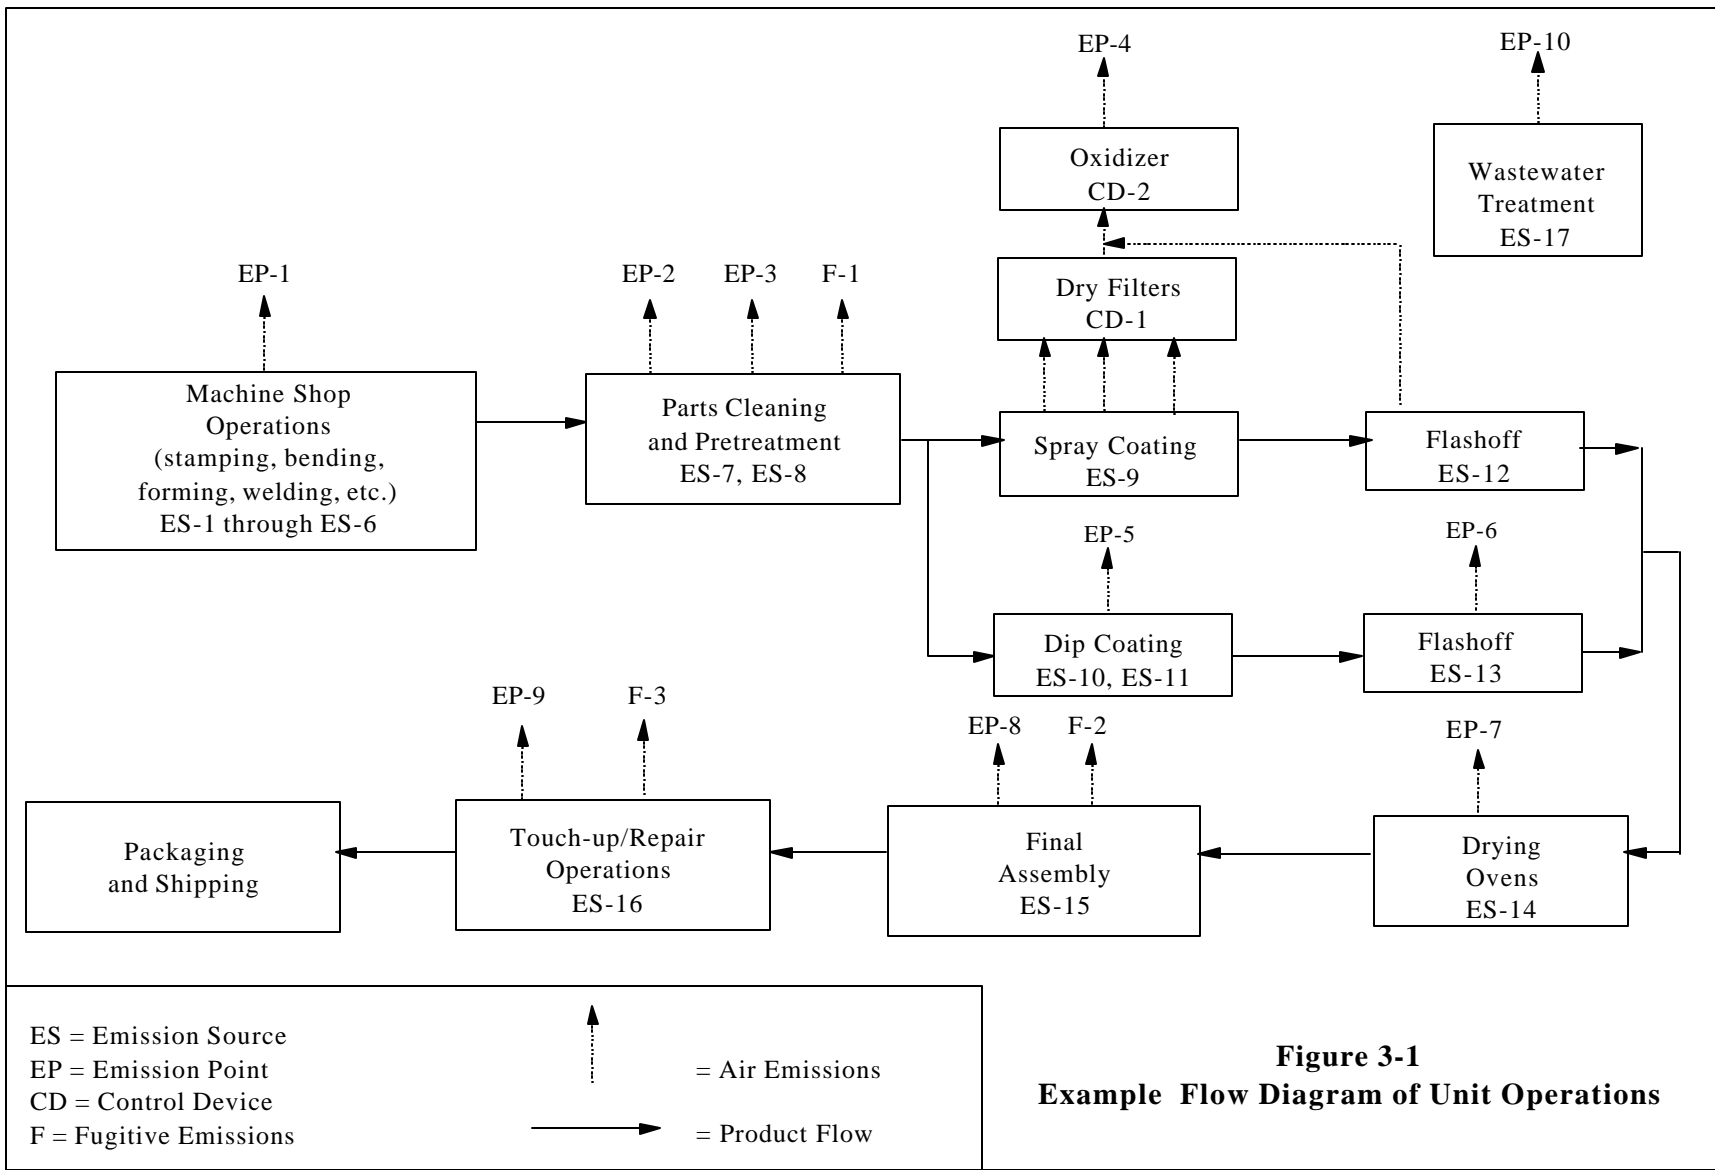 EP-4
EP-10
Oxidizer
CD-2
Wastewater
Treatment
ES-17
EP-1
EP-2
EP-3
F-1
Dry Filters
CD-1
Machine Shop
Operations
(stamping, bending,
forming, welding, etc.)
ES-1 through ES-6
Parts Cleaning
and Pretreatment
ES-7, ES-8
Spray Coating
ES-9
Flashoff
ES-12
EP-5
EP-6
Dip Coating
ES-10, ES-11
Flashoff
ES-13
EP-9
F-3
EP-8
F-2
EP-7
Packaging
and Shipping
Touch-up/Repair
Operations
ES-16
Final
Assembly
ES-15
Drying
Ovens
ES-14
ES = Emission Source
EP = Emission Point
CD = Control Device
F = Fugitive Emissions
= Air Emissions
= Product Flow
Figure 3-1
Example Flow Diagram of Unit Operations